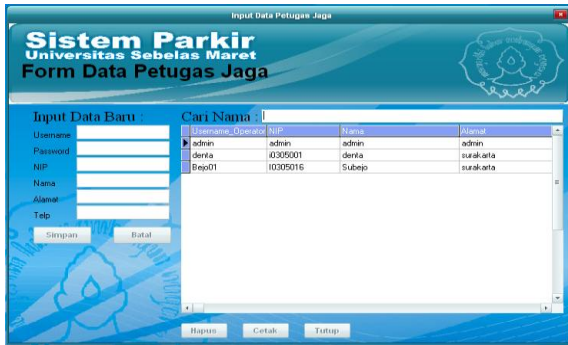 Input Data Petugas Jaga
Sistem Parkir
Universitas Sebelas Maret
Form Data Petugas Jaga
Input Data Baru :
Username
Password
NIP
Nama
Alamat
Telp
Simpan Batal
Cari Nama :
Username_Operator NIP Nama Alamat
admin admin admin admin
denta i0305001 denta surakarta
Bejo01 I0305016 Subejo surakarta
Hapus Cetak Tutup